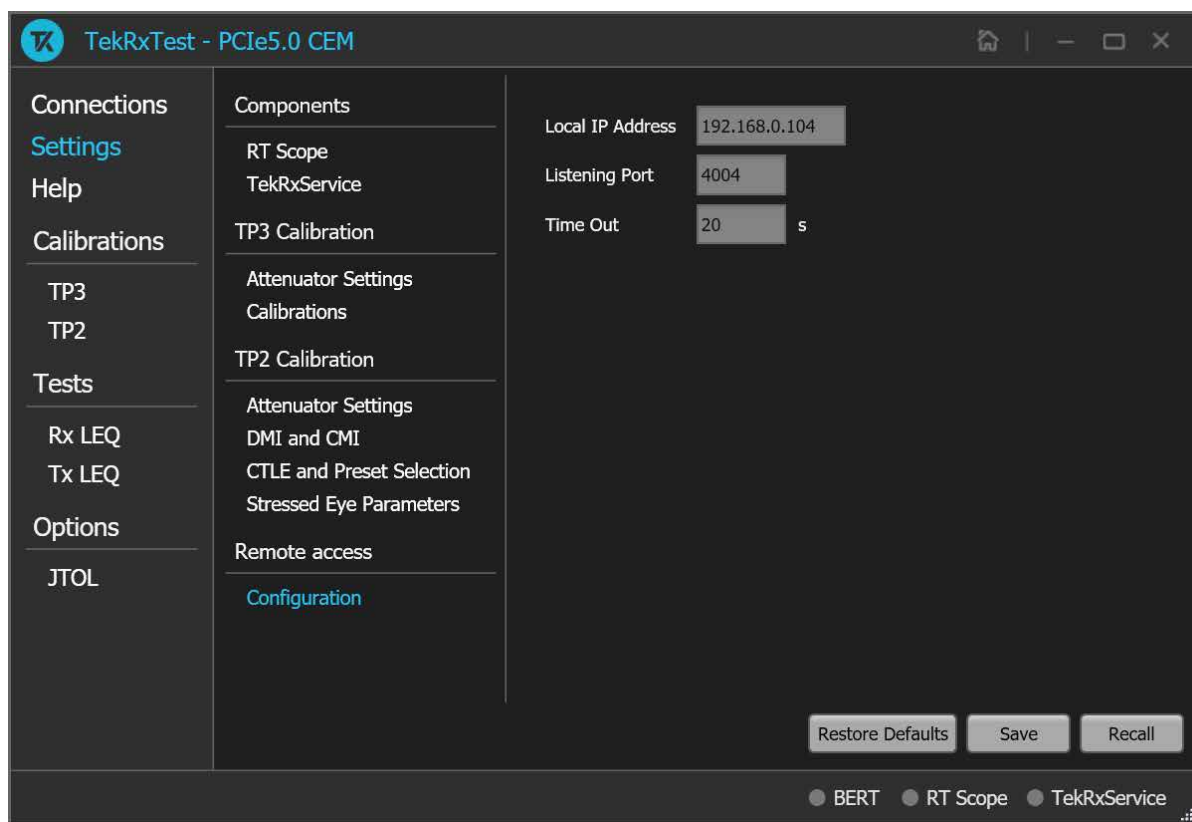 TekRxTest - PCIe5.0 CEM
Connections
Settings
Help
Calibrations
TP3
TP2
Tests
Rx LEQ
Tx LEQ
Options
JTOL
Components
RT Scope
TekRxService
TP3 Calibration
Attenuator Settings
Calibrations
TP2 Calibration
Attenuator Settings
DMI and CMI
CTLE and Preset Selection
Stressed Eye Parameters
Remote access
Configuration
Local IP Address 192.168.0.104
Listening Port 4004
Time Out 20 s
Restore Defaults Save Recall
BERT RT Scope TekRxService